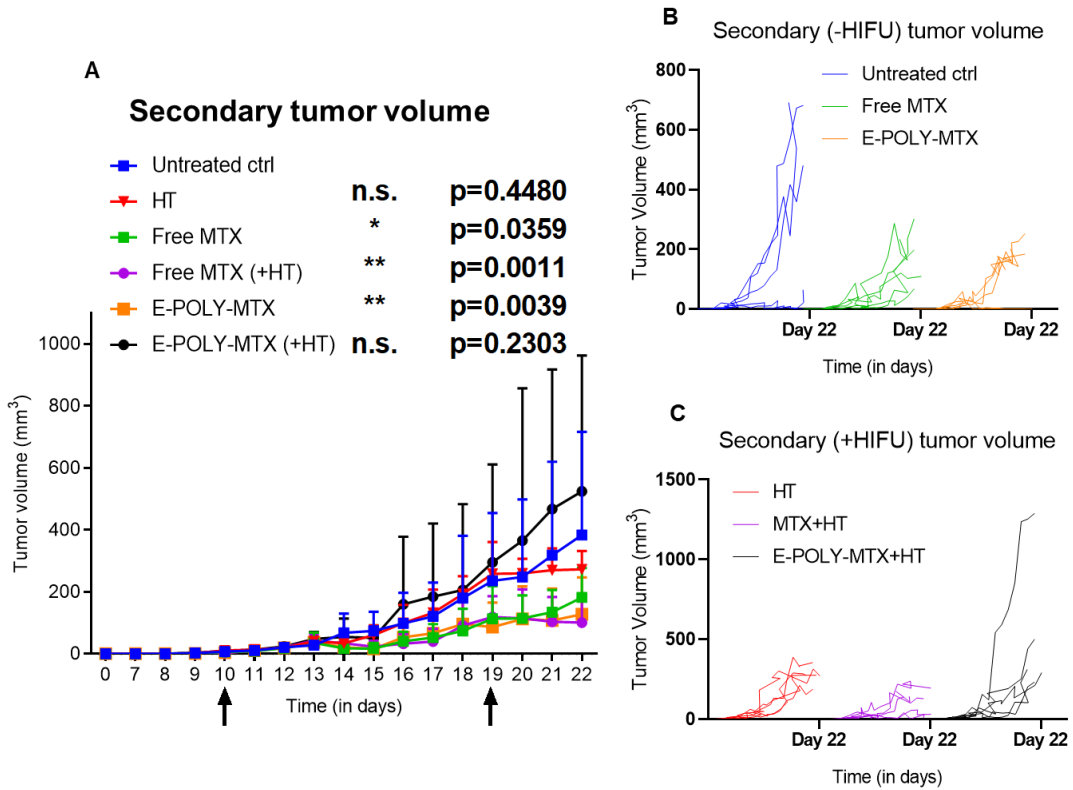 A
Secondary tumor volume
Untreated ctrl
HT n.s. p=0.4480
Free MTX * p=0.0359
Free MTX (+HT) ** p=0.0011
E-POLY-MTX ** p=0.0039
E-POLY-MTX (+HT) n.s. p=0.2303
Tumor volume (mm³)
1000
800
600
400
200
0
0 7 8 9 10 11 12 13 14 15 16 17 18 19 20 21 22
Time (in days)
B
Secondary (-HIFU) tumor volume
Untreated ctrl
Free MTX
E-POLY-MTX
Tumor Volume (mm³)
800
600
400
200
0
Day 22 Day 22 Day 22
Time (in days)
C
Secondary (+HIFU) tumor volume
HT
MTX+HT
E-POLY-MTX+HT
Tumor Volume (mm³)
1500
1000
500
0
Day 22 Day 22 Day 22
Time (in days)